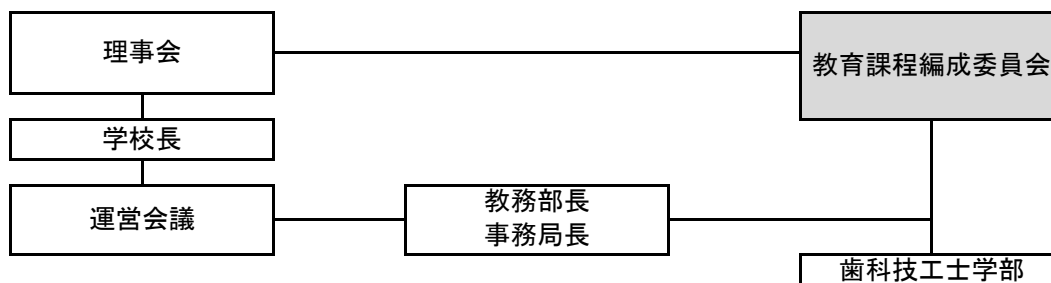 理事会
教育課程編成委員会
学校長
運営会議
教務部長
事務局長
歯科技工士学部